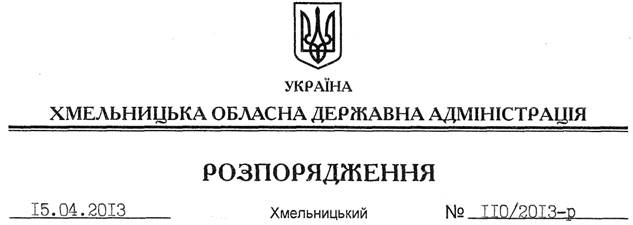 УКРАЇНА
ХМЕЛЬНИЦЬКА ОБЛАСНА ДЕРЖАВНА АДМІНІСТРАЦІЯ
РОЗПОРЯДЖЕННЯ
15.04.2013 Хмельницький № 110/2013-р